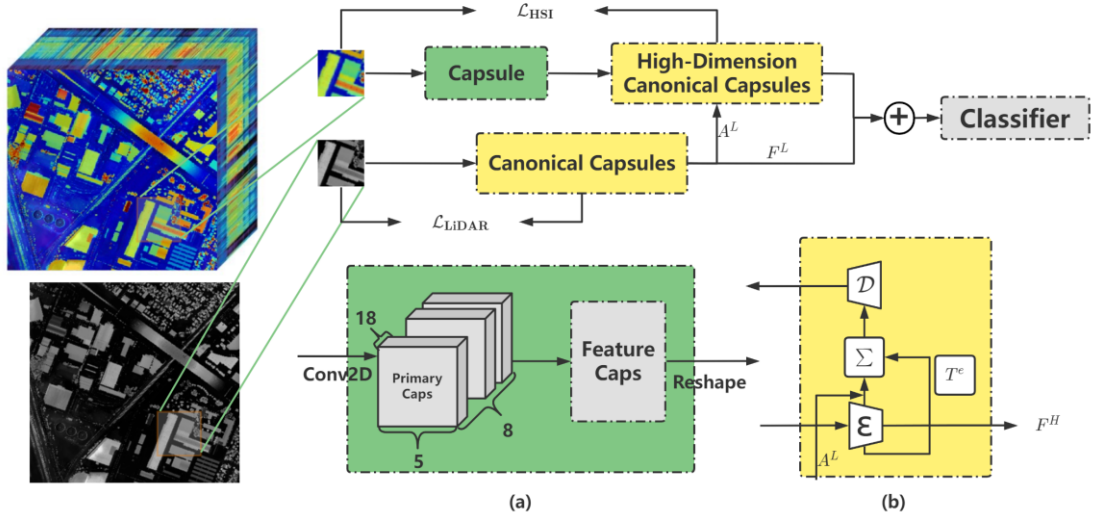 ℒ_HSI
Capsule
High-Dimension
Canonical Capsules
A^L
F^L
+
Classifier
Canonical Capsules
ℒ_LiDAR
18
Conv2D
Primary
Caps
5
8
Feature
Caps
Reshape
𝒟
Σ
T^e
ℇ
A^L
F^H
(a)
(b)